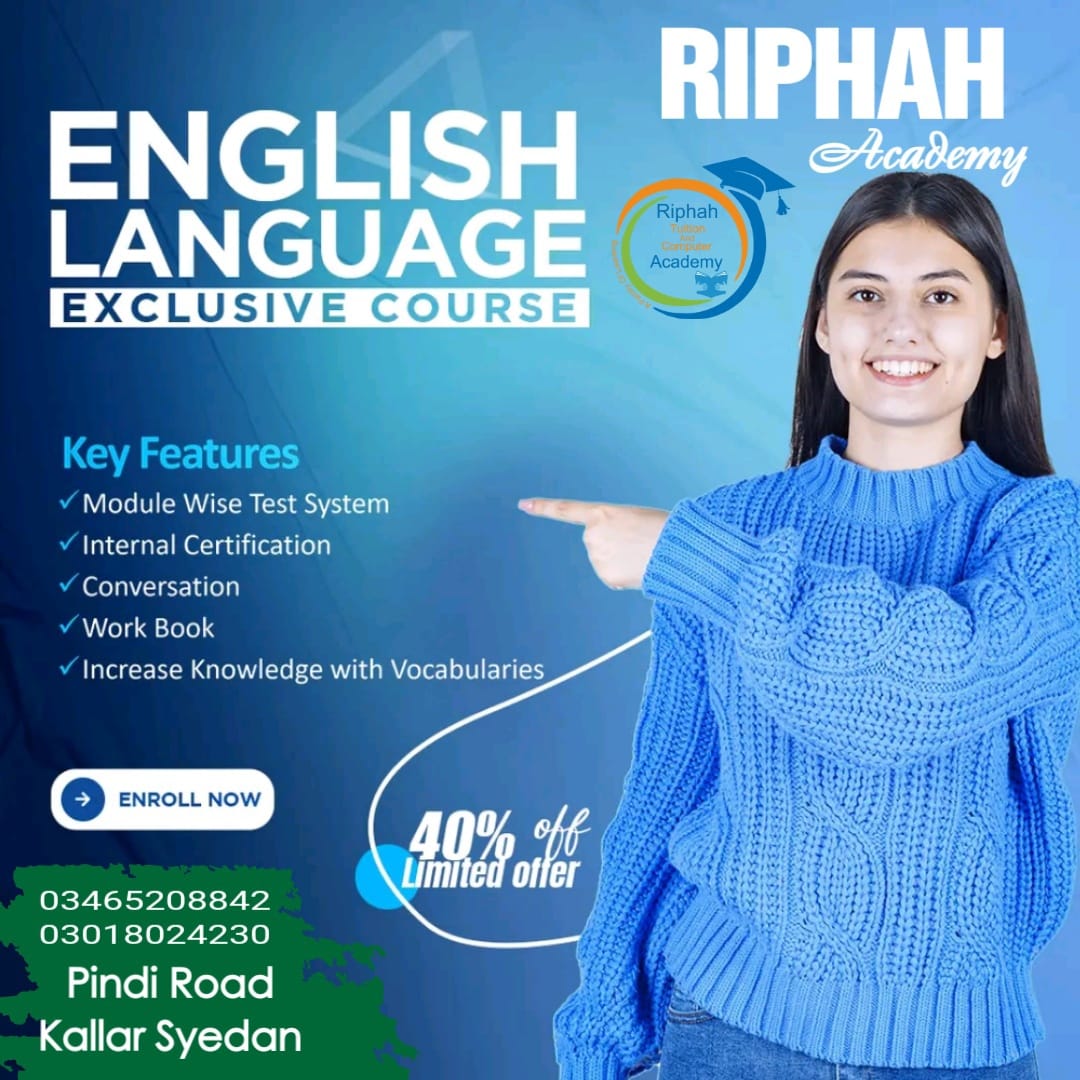 RIPHAH
Academy
ENGLISH
LANGUAGE
EXCLUSIVE COURSE
Riphah
Tuition
And
Computer
Academy
Key Features
Module Wise Test System
Internal Certification
Conversation
Work Book
Increase Knowledge with Vocabularies
ENROLL NOW
40% off
Limited offer
03465208842
03018024230
Pindi Road
Kallar Syedan